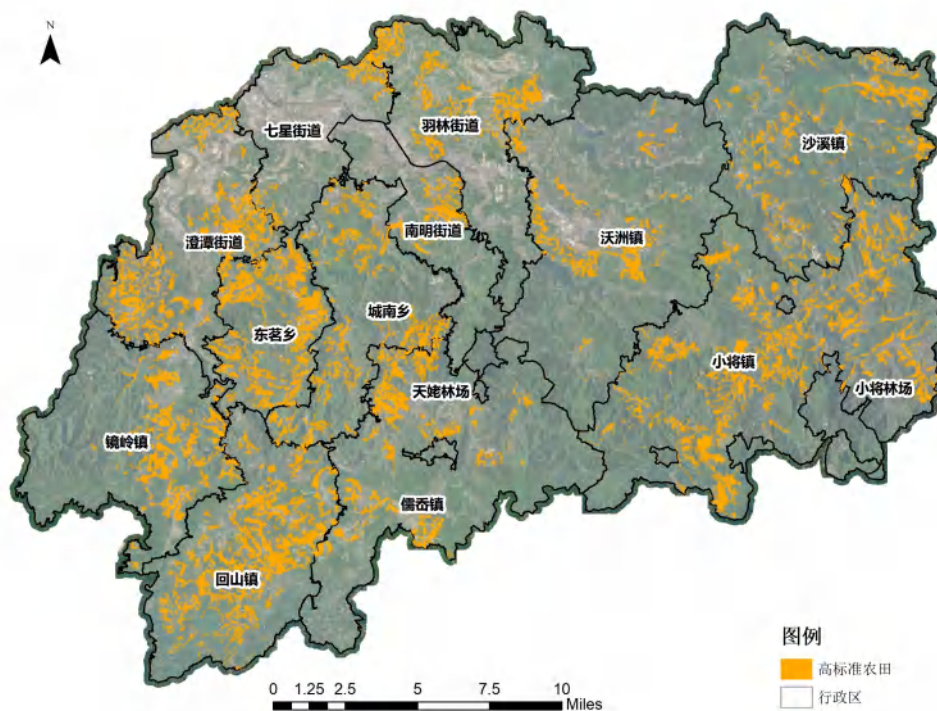 N
七星街道
羽林街道
沙溪镇
澄潭街道
南明街道
沃洲镇
城南乡
东茗乡
小将镇
天姥林场
小将林场
镜岭镇
儒岙镇
回山镇
图例
高标准农田
行政区
0 1.25 2.5 5 7.5 10
Miles